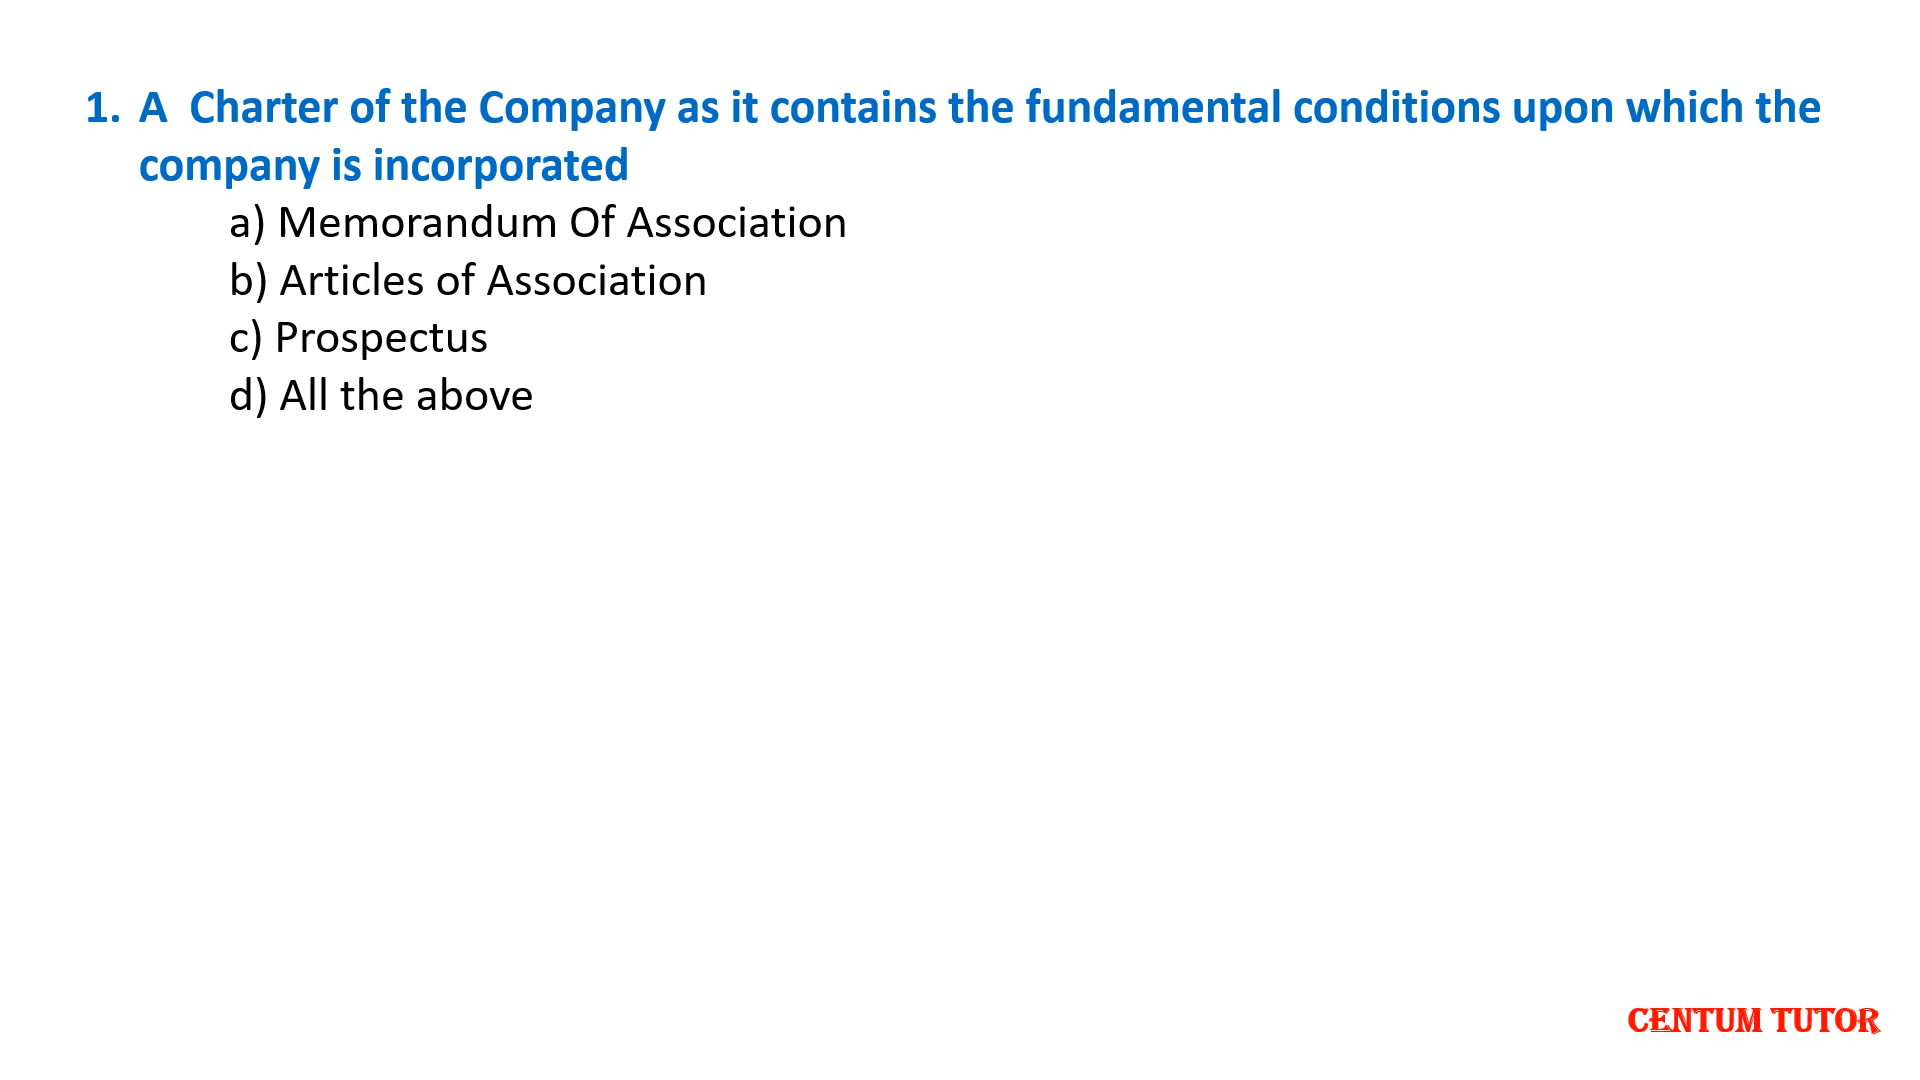 1. A Charter of the Company as it contains the fundamental conditions upon which the
company is incorporated
a) Memorandum Of Association
b) Articles of Association
c) Prospectus
d) All the above
CENTUM TUTOR